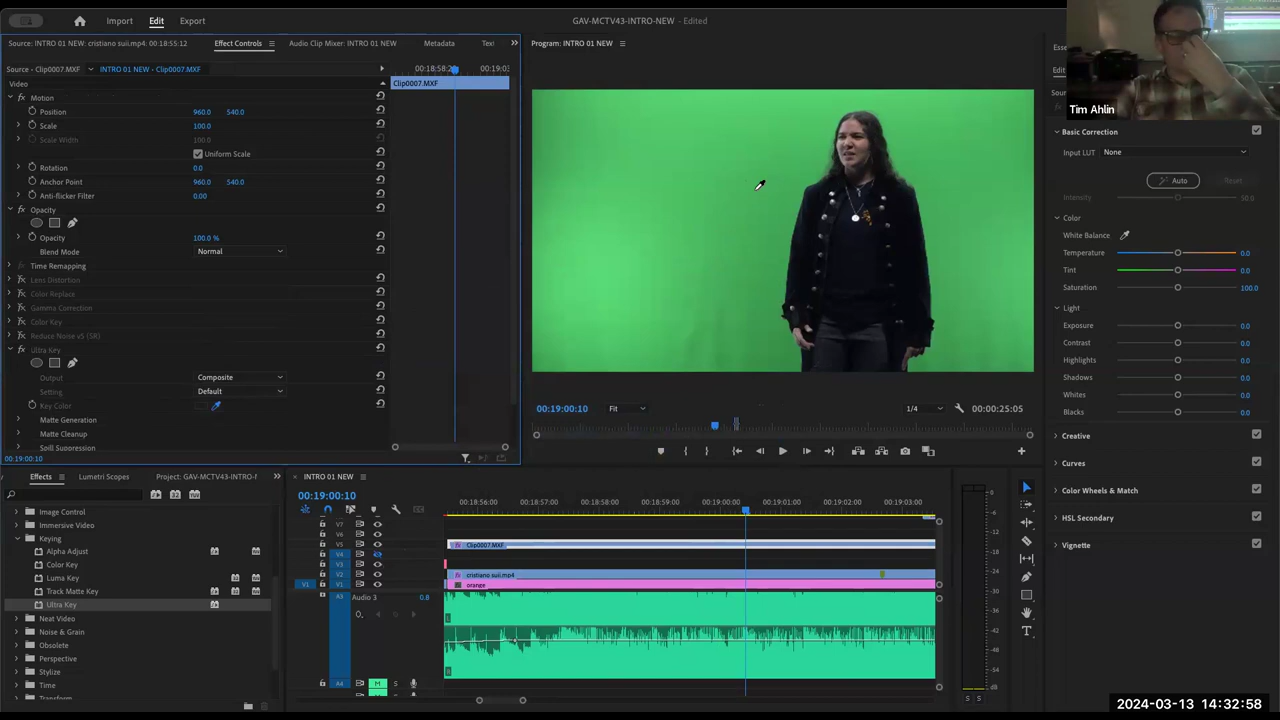 Import
Edit
Export
GAV-MCTV43-INTRO-NEW - Edited
Source: INTRO 01 NEW: cristiano suii.mp4: 00:18:55:12
Effect Controls
Audio Clip Mixer: INTRO 01 NEW
Metadata
Tex
Program: INTRO 01 NEW
Source • Clip0007.MXF
INTRO 01 NEW • Clip0007.MXF
00:18:58:2
00:19:0
Video
Clip0007.MXF
fx Motion
Position 960.0 540.0
Scale 100.0
Scale Width 100.0
Uniform Scale
Rotation 0.0
Anchor Point 960.0 540.0
Anti-flicker Filter 0.00
fx Opacity
Opacity 100.0 %
Blend Mode Normal
fx Time Remapping
fx Lens Distortion
fx Color Replace
fx Gamma Correction
fx Color Key
fx Reduce Noise v5 (SR)
fx Ultra Key
Output Composite
Setting Default
Key Color
Matte Generation
Matte Cleanup
Spill Suppression
00:19:00:10
00:19:00:10
Fit
1/4
00:00:25:05
Tim Ahlin
Esse
Edit
Sou
Basic Correction
Input LUT None
Auto
Reset
Intensity 50.0
Color
White Balance
Temperature 0.0
Tint 0.0
Saturation 100.0
Light
Exposure 0.0
Contrast 0.0
Highlights 0.0
Shadows 0.0
Whites 0.0
Blacks 0.0
Creative
Curves
Color Wheels & Match
HSL Secondary
Vignette
Effects
Lumetri Scopes
Project: GAV-MCTV43-INTRO-N
Image Control
Immersive Video
Keying
Alpha Adjust
Color Key
Luma Key
Track Matte Key
Ultra Key
Neat Video
Noise & Grain
Obsolete
Perspective
Stylize
Time
Transform
INTRO 01 NEW
00:19:00:10
00:18:56:00
00:18:57:00
00:18:58:00
00:18:59:00
00:19:00:00
00:19:01:00
00:19:02:00
00:19:03:00
V7
V6
V5
V4
V3
V2
V1 V1
A3 Audio 3 0.8
A4 M S
Clip0007.MXF
cristiano suii.mp4
orange
S S
2024-03-13 14:32:58